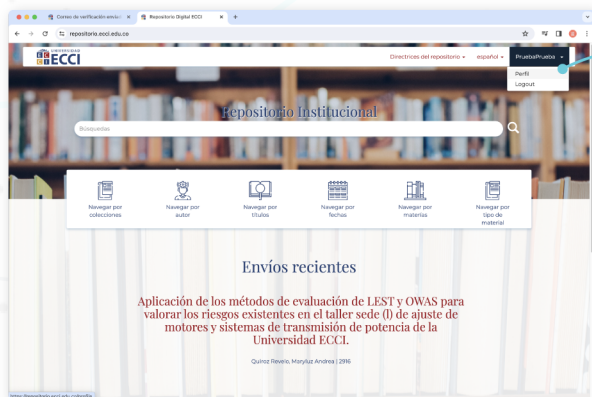 Correo de verificación envía
Repositorio Digital ECCI
repositorio.ecci.edu.co
UNIVERSIDAD
ECCI
Directrices del repositorio
español
PruebaPrueba
Perfil
Logout
Repositorio Institucional
Búsquedas
Navegar por
colecciones
Navegar por
autor
Navegar por
títulos
Navegar por
fechas
Navegar por
materias
Navegar por
tipo de
material
Envíos recientes
Aplicación de los métodos de evaluación de LEST y OWAS para
valorar los riesgos existentes en el taller sede (l) de ajuste de
motores y sistemas de transmisión de potencia de la
Universidad ECCI.
Quiroz Revelo, Maryluz Andrea | 2916